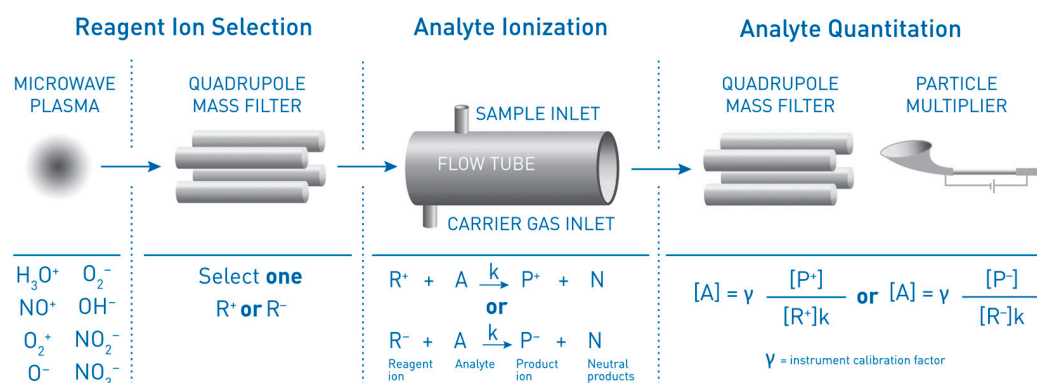 Reagent Ion Selection
Analyte Ionization
Analyte Quantitation
MICROWAVE
PLASMA
QUADRUPOLE
MASS FILTER
SAMPLE INLET
FLOW TUBE
CARRIER GAS INLET
QUADRUPOLE
MASS FILTER
PARTICLE
MULTIPLIER
H₃O⁺ O₂⁻
NO⁺ OH⁻
O₂⁺ NO₂⁻
O⁻ NO₃⁻
Select one
R⁺ or R⁻
R⁺ + A k→ P⁺ + N
or
R⁻ + A k→ P⁻ + N
Reagent ion Analyte Product ion Neutral products
[A] = γ [P⁺] / [R⁺]k or [A] = γ [P⁻] / [R⁻]k
γ = instrument calibration factor